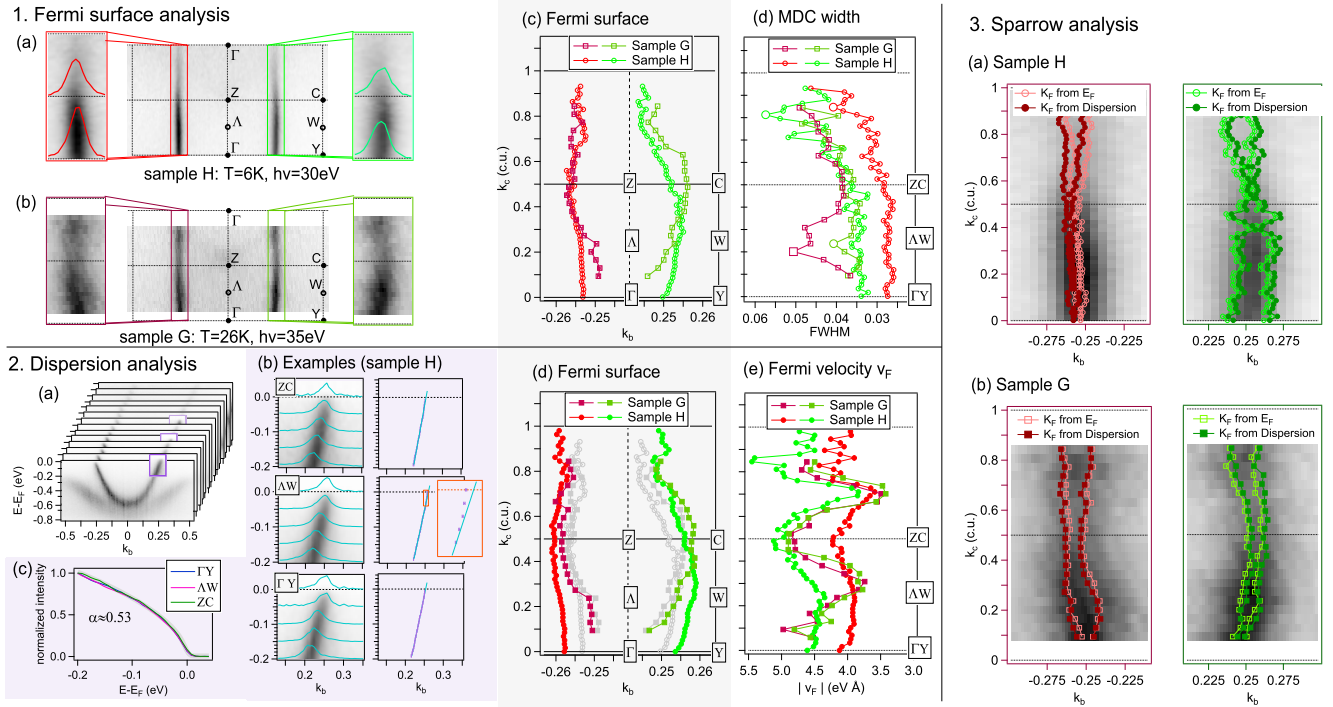 1. Fermi surface analysis
(a)
Γ
Z
C
Λ
W
Γ
Y
sample H: T=6K, hν=30eV
(b)
Γ
Z
C
Λ
W
Γ
Y
sample G: T=26K, hν=35eV
(c) Fermi surface
Sample G
Sample H
k_c (c.u.)
1
0.8
0.6
0.4
0.2
0
Z
C
Λ
W
Γ
Y
-0.26
-0.25
0.25
0.26
k_b
(d) MDC width
Sample G
Sample H
ZC
ΛW
ΓY
0.06
0.05
0.04
0.03
FWHM
2. Dispersion analysis
(a)
E-E_F (eV)
0.0
-0.2
-0.4
-0.6
-0.8
-0.5
-0.25
0
0.25
0.5
k_b
(b) Examples (sample H)
ZC
0.0
-0.1
-0.2
ΛW
0.0
-0.1
-0.2
Γ Y
0.0
-0.1
-0.2
0.2
0.3
k_b
0.2
0.3
k_b
(c)
normalized intensity
1.0
0.5
0.0
ΓY
ΛW
ZC
α≈0.53
-0.2
-0.1
0.0
E-E_F (eV)
(d) Fermi surface
Sample G
Sample H
k_c (c.u.)
1
0.8
0.6
0.4
0.2
0
Z
C
Λ
W
Γ
Y
-0.26
-0.25
0.25
0.26
k_b
(e) Fermi velocity v_F
Sample G
Sample H
ZC
ΛW
ΓY
5.5
5.0
4.5
4.0
3.5
3.0
| v_F | (eV Å)
3. Sparrow analysis
(a) Sample H
K_F from E_F
K_F from Dispersion
k_c (c.u.)
1
0.8
0.6
0.4
0.2
0
-0.275
-0.25
-0.225
k_b
K_F from E_F
K_F from Dispersion
0.225
0.25
0.275
k_b
(b) Sample G
K_F from E_F
K_F from Dispersion
k_c (c.u.)
1
0.8
0.6
0.4
0.2
0
-0.275
-0.25
-0.225
k_b
K_F from E_F
K_F from Dispersion
0.225
0.25
0.275
k_b